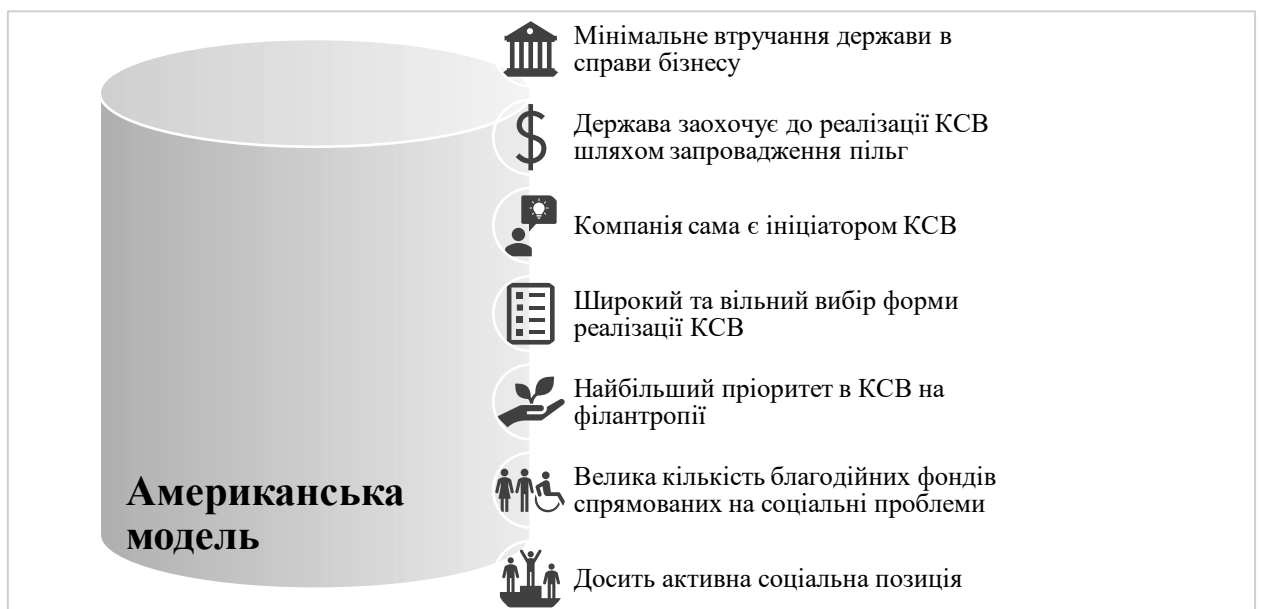 Мінімальне втручання держави в
справи бізнесу
Держава заохочує до реалізації КСВ
шляхом запровадження пільг
Компанія сама є ініціатором КСВ
Широкий та вільний вибір форми
реалізації КСВ
Найбільший пріоритет в КСВ на
філантропії
Велика кількість благодійних фондів
спрямованих на соціальні проблеми
Досить активна соціальна позиція
Американська
модель